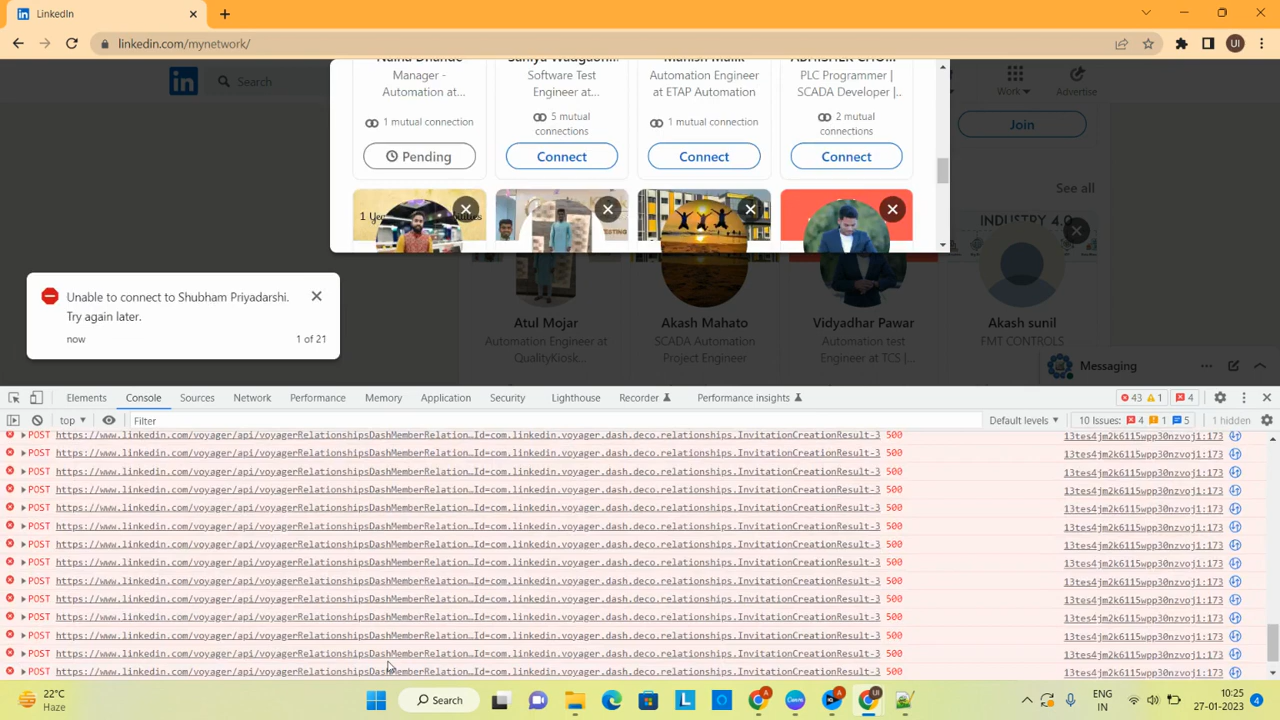 LinkedIn
linkedin.com/mynetwork/
UI
in
Search
Work
Advertise
Manager -
Automation at...
Software Test
Engineer at...
Automation Engineer
at ETAP Automation
PLC Programmer |
SCADA Developer |..
1 mutual connection
5 mutual
connections
1 mutual connection
2 mutual
connections
Pending
Connect
Connect
Connect
Join
See all
INDUSTRY 4.0
TESTING
Unable to connect to Shubham Priyadarshi.
Try again later.
now
1 of 21
Atul Mojar
Automation Engineer at
QualityKiosk...
Akash Mahato
SCADA Automation
Project Engineer
Vidyadhar Pawar
Automation test
Engineer at TCS |...
Akash sunil
FMT CONTROLS
Messaging
Elements
Console
Sources
Network
Performance
Memory
Application
Security
Lighthouse
Recorder
Performance insights
43
1
4
top
Filter
Default levels
10 Issues:
4
1
5
1 hidden
POST https://www.linkedin.com/voyager/api/voyagerRelationshipsDashMemberRelation…Id=com.linkedin.voyager.dash.deco.relationships.InvitationCreationResult-3 500 13tes4jm2k6115wpp30nzvoj1:173
POST https://www.linkedin.com/voyager/api/voyagerRelationshipsDashMemberRelation…Id=com.linkedin.voyager.dash.deco.relationships.InvitationCreationResult-3 500 13tes4jm2k6115wpp30nzvoj1:173
POST https://www.linkedin.com/voyager/api/voyagerRelationshipsDashMemberRelation…Id=com.linkedin.voyager.dash.deco.relationships.InvitationCreationResult-3 500 13tes4jm2k6115wpp30nzvoj1:173
POST https://www.linkedin.com/voyager/api/voyagerRelationshipsDashMemberRelation…Id=com.linkedin.voyager.dash.deco.relationships.InvitationCreationResult-3 500 13tes4jm2k6115wpp30nzvoj1:173
POST https://www.linkedin.com/voyager/api/voyagerRelationshipsDashMemberRelation…Id=com.linkedin.voyager.dash.deco.relationships.InvitationCreationResult-3 500 13tes4jm2k6115wpp30nzvoj1:173
POST https://www.linkedin.com/voyager/api/voyagerRelationshipsDashMemberRelation…Id=com.linkedin.voyager.dash.deco.relationships.InvitationCreationResult-3 500 13tes4jm2k6115wpp30nzvoj1:173
POST https://www.linkedin.com/voyager/api/voyagerRelationshipsDashMemberRelation…Id=com.linkedin.voyager.dash.deco.relationships.InvitationCreationResult-3 500 13tes4jm2k6115wpp30nzvoj1:173
POST https://www.linkedin.com/voyager/api/voyagerRelationshipsDashMemberRelation…Id=com.linkedin.voyager.dash.deco.relationships.InvitationCreationResult-3 500 13tes4jm2k6115wpp30nzvoj1:173
POST https://www.linkedin.com/voyager/api/voyagerRelationshipsDashMemberRelation…Id=com.linkedin.voyager.dash.deco.relationships.InvitationCreationResult-3 500 13tes4jm2k6115wpp30nzvoj1:173
POST https://www.linkedin.com/voyager/api/voyagerRelationshipsDashMemberRelation…Id=com.linkedin.voyager.dash.deco.relationships.InvitationCreationResult-3 500 13tes4jm2k6115wpp30nzvoj1:173
POST https://www.linkedin.com/voyager/api/voyagerRelationshipsDashMemberRelation…Id=com.linkedin.voyager.dash.deco.relationships.InvitationCreationResult-3 500 13tes4jm2k6115wpp30nzvoj1:173
POST https://www.linkedin.com/voyager/api/voyagerRelationshipsDashMemberRelation…Id=com.linkedin.voyager.dash.deco.relationships.InvitationCreationResult-3 500 13tes4jm2k6115wpp30nzvoj1:173
POST https://www.linkedin.com/voyager/api/voyagerRelationshipsDashMemberRelation…Id=com.linkedin.voyager.dash.deco.relationships.InvitationCreationResult-3 500 13tes4jm2k6115wpp30nzvoj1:173
POST https://www.linkedin.com/voyager/api/voyagerRelationshipsDashMemberRelation…Id=com.linkedin.voyager.dash.deco.relationships.InvitationCreationResult-3 500 13tes4jm2k6115wpp30nzvoj1:173
22°C
Haze
Search
ENG
IN
10:25
27-01-2023
4